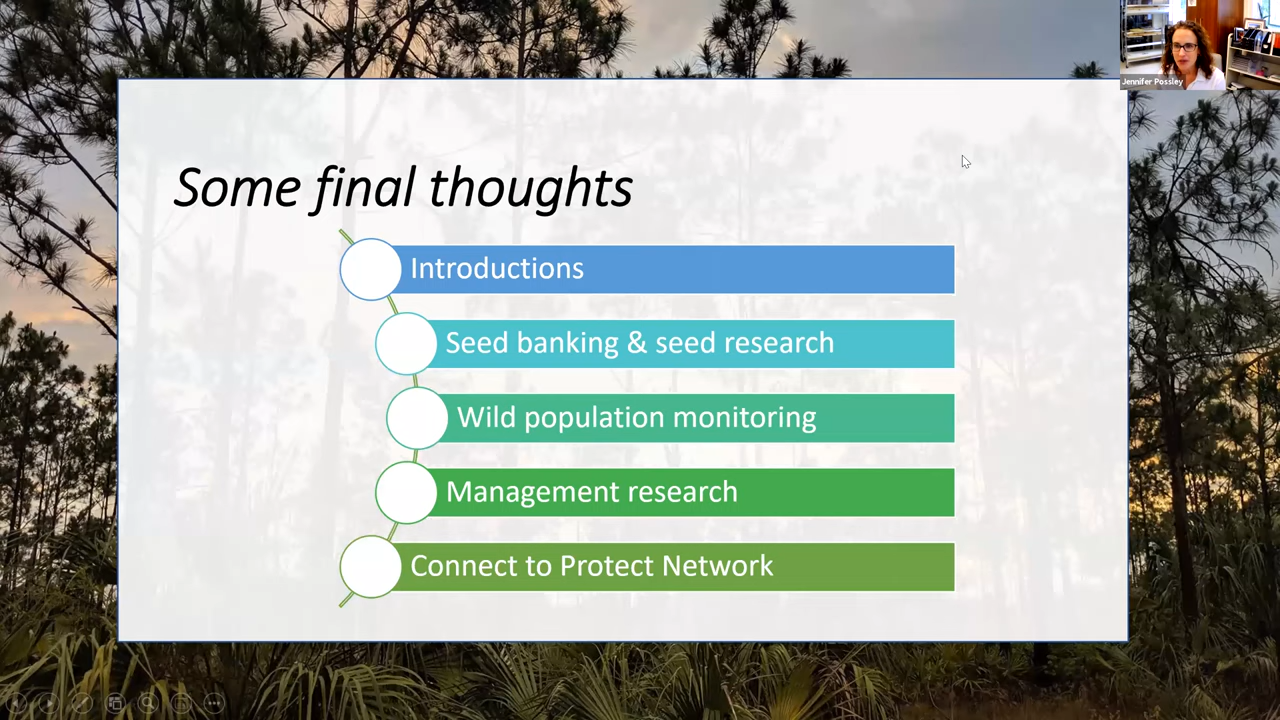 Jennifer Possley
Some final thoughts
Introductions
Seed banking & seed research
Wild population monitoring
Management research
Connect to Protect Network